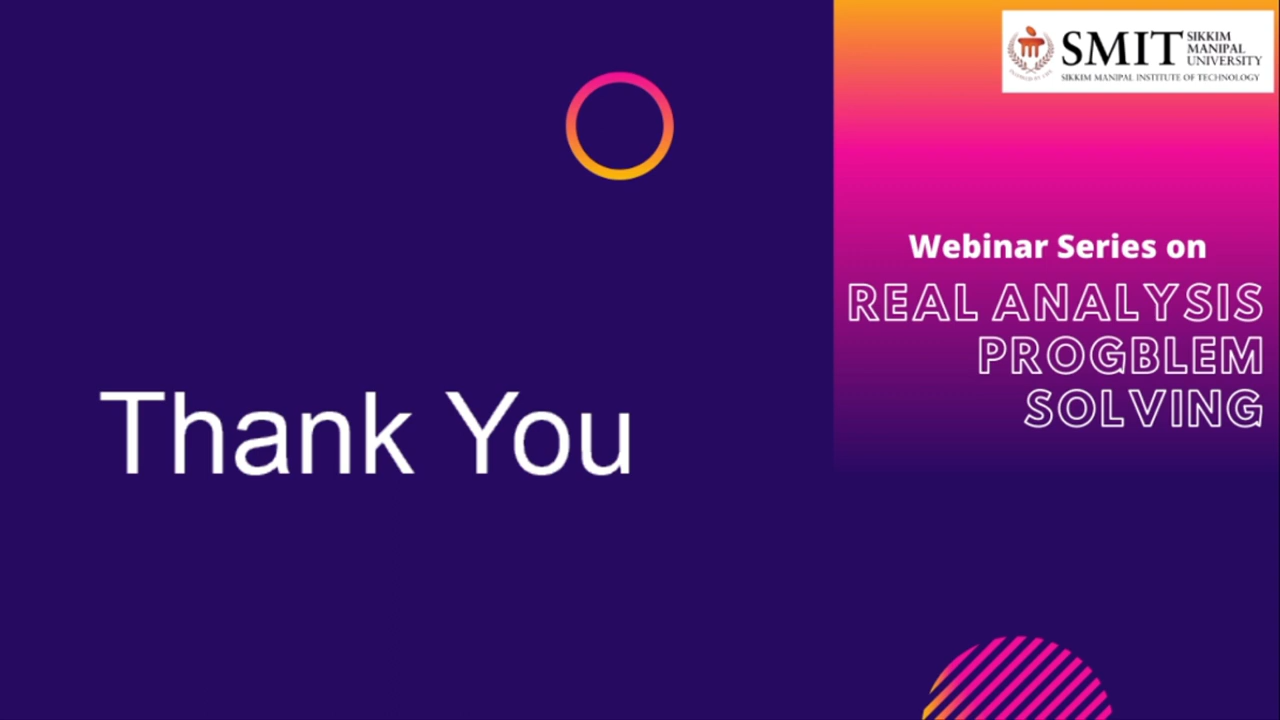 SMIT SIKKIM
MANIPAL
UNIVERSITY
SIKKIM MANIPAL INSTITUTE OF TECHNOLOGY
Webinar Series on
REAL ANALYSIS
PROGBLEM
SOLVING
Thank You